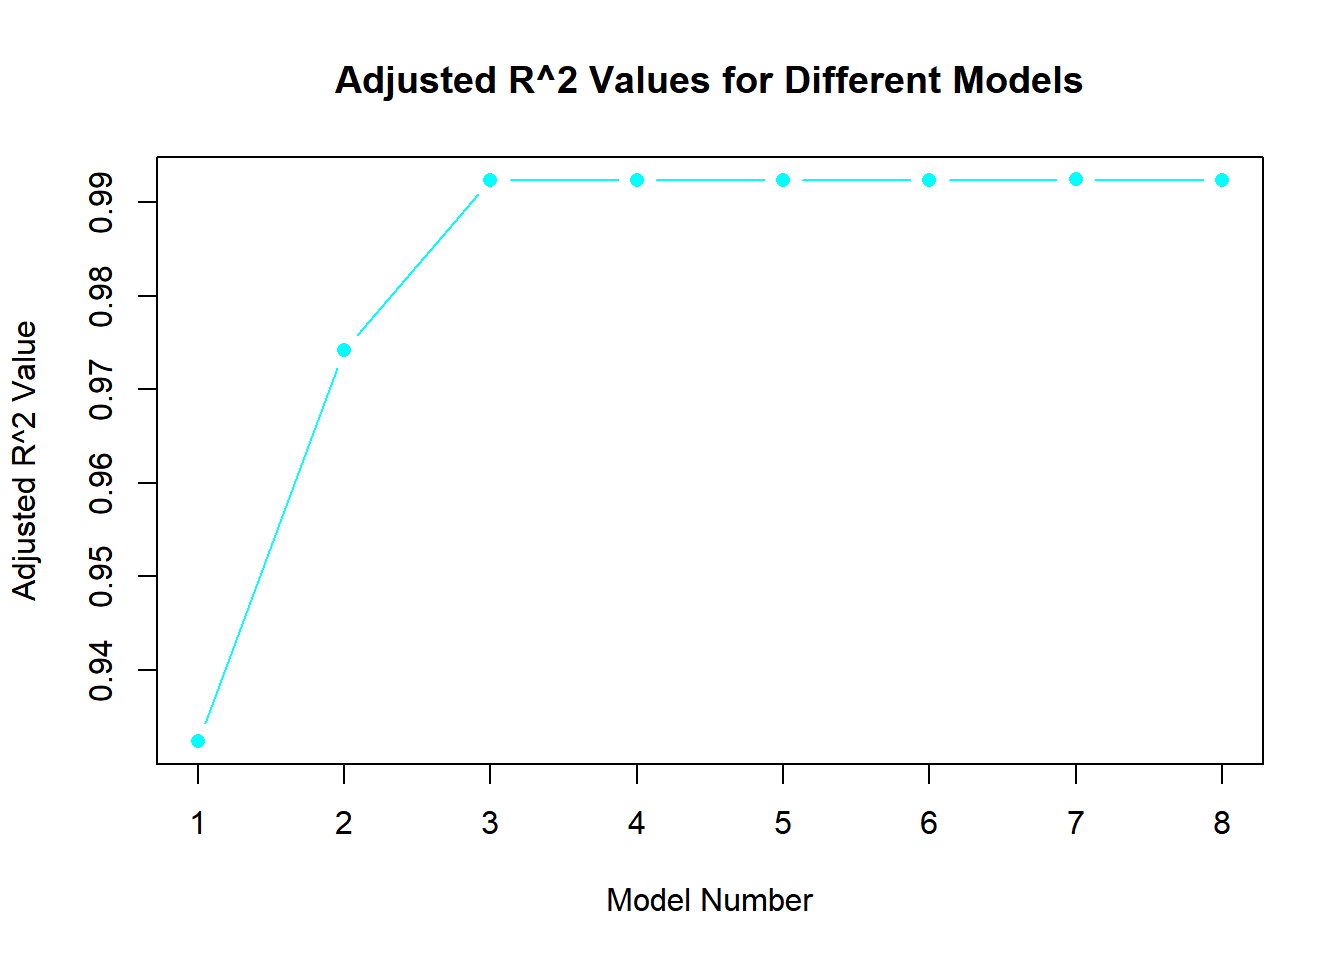 Adjusted R^2 Values for Different Models
Adjusted R^2 Value
0.99
0.98
0.97
0.96
0.95
0.94
1 2 3 4 5 6 7 8
Model Number